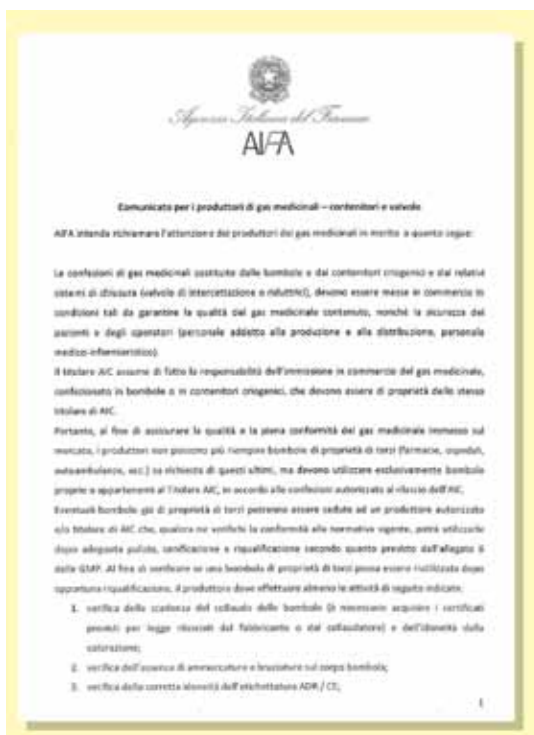 Agenzia Italiana del Farmaco
AIFA
Comunicato per i produttori di gas medicinali – contenitori e valvole
AIFA intende richiamare l'attenzione dei produttori dei gas medicinali in merito a quanto segue:
Le confezioni di gas medicinali costituite dalle bombole e dai contenitori criogenici e dai relativi
sistemi di chiusura (valvole di intercettazione o riduttrici), devono essere messe in commercio in
condizioni tali da garantire la qualità del gas medicinale contenuto, nonché la sicurezza dei
pazienti e degli operatori (personale addetto alla produzione e alla distribuzione, personale
medico-infermieristico).
Il titolare AIC assume di fatto la responsabilità dell'immissione in commercio del gas medicinale,
confezionato in bombole o in contenitori criogenici, che devono essere di proprietà dello stesso
titolare di AIC.
Pertanto, al fine di assicurare la qualità e la piena conformità del gas medicinale immesso sul
mercato, i produttori non possono più riempire bombole di proprietà di terzi (farmacie, ospedali,
autoambulanze, ecc.) su richiesta di questi ultimi, ma devono utilizzare esclusivamente bombole
proprie o appartenenti al Titolare AIC, in accordo alle confezioni autorizzate al rilascio dell'AIC.
Eventuali bombole già di proprietà di terzi potranno essere cedute ad un produttore autorizzato
e/o titolare di AIC che, qualora ne verifichi la conformità alle normative vigente, potrà utilizzarle
dopo adeguata pulizia, sanificazione e riqualificazione secondo quanto previsto dall'allegato 6
delle GMP. Al fine di verificare se una bombola di proprietà di terzi possa essere riutilizzata dopo
opportuna riqualificazione, il produttore deve effettuare almeno le attività di seguito indicate:
1. verifica della scadenza del collaudo delle bombole (è necessario acquisire i certificati
previsti per legge rilasciati dal fabbricante o dal collaudatore) e dell'idoneità della
colorazione;
2. verifica dell'assenza di ammaccature e bruciature sul corpo bombola;
3. verifica della corretta idoneità dell'etichettatura ADR / CE;
1